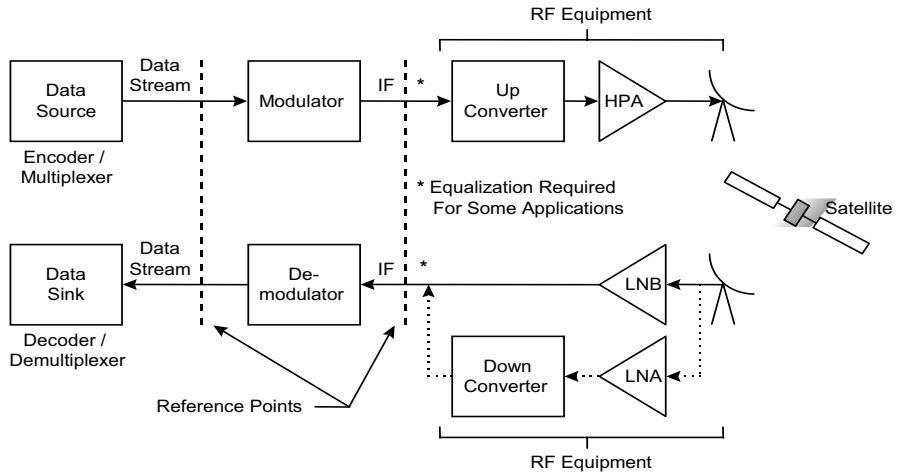 RF Equipment
Data
Stream
IF
*
Data
Source
Modulator
Up
Converter
HPA
Encoder /
Multiplexer
* Equalization Required
For Some Applications
Satellite
Data
Stream
IF
*
Data
Sink
De-
modulator
LNB
Decoder /
Demultiplexer
Down
Converter
LNA
Reference Points
RF Equipment